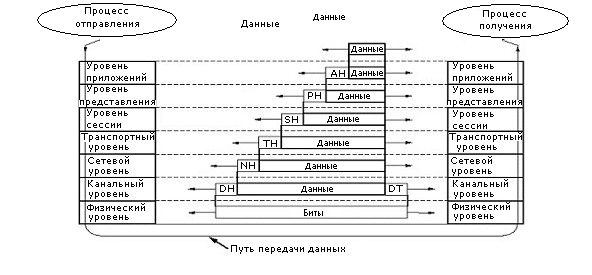 Процесс
отправления
Данные
Данные
Процесс
получения
Данные
Уровень
приложений
AH
Данные
Уровень
приложений
Уровень
представления
PH
Данные
Уровень
представления
Уровень
сессии
SH
Данные
Уровень
сессии
Транспортный
уровень
TH
Данные
Транспортный
уровень
Сетевой
уровень
NH
Данные
Сетевой
уровень
Канальный
уровень
DH
Данные
DT
Канальный
уровень
Физический
уровень
Биты
Физический
уровень
Путь передачи данных